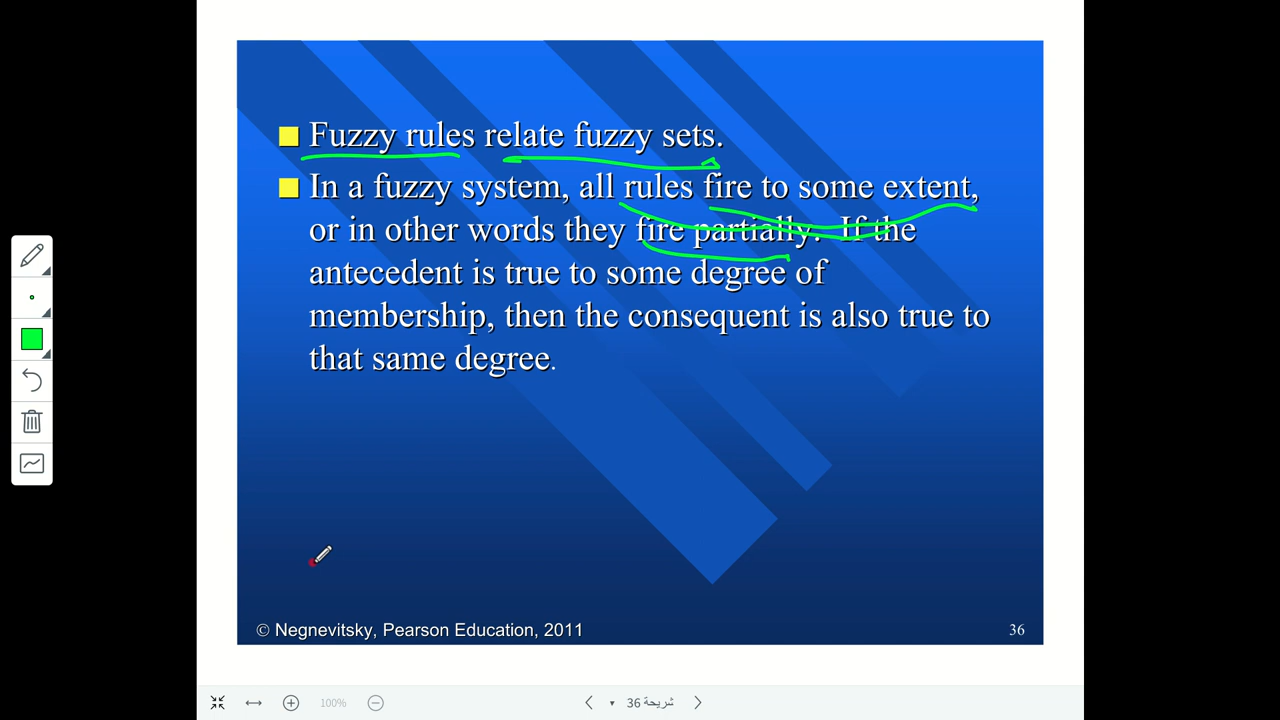 Fuzzy rules relate fuzzy sets.
In a fuzzy system, all rules fire to some extent,
or in other words they fire partially. If the
antecedent is true to some degree of
membership, then the consequent is also true to
that same degree.
© Negnevitsky, Pearson Education, 2011
36
100%
شريحة 36